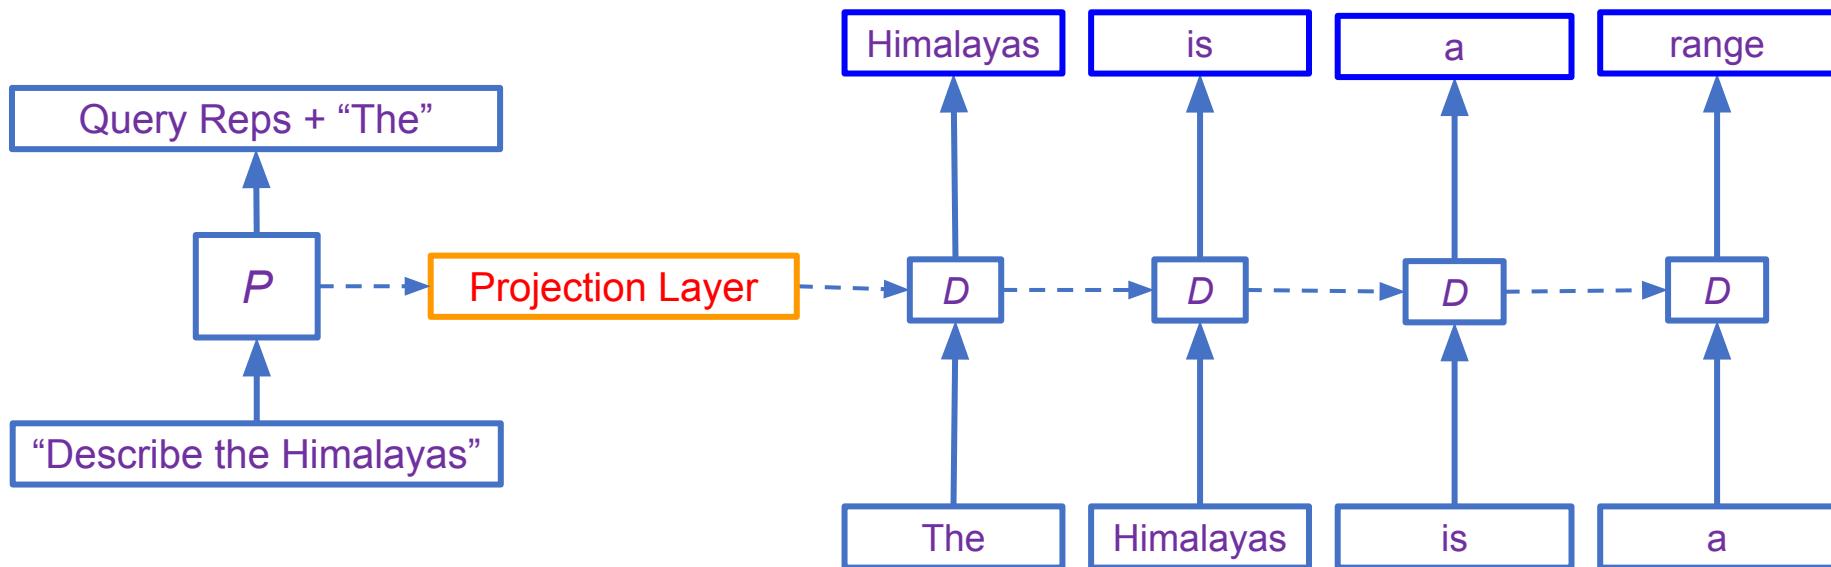 Himalayas
is
a
range
Query Reps + “The”
P
Projection Layer
D
D
D
D
“Describe the Himalayas”
The
Himalayas
is
a